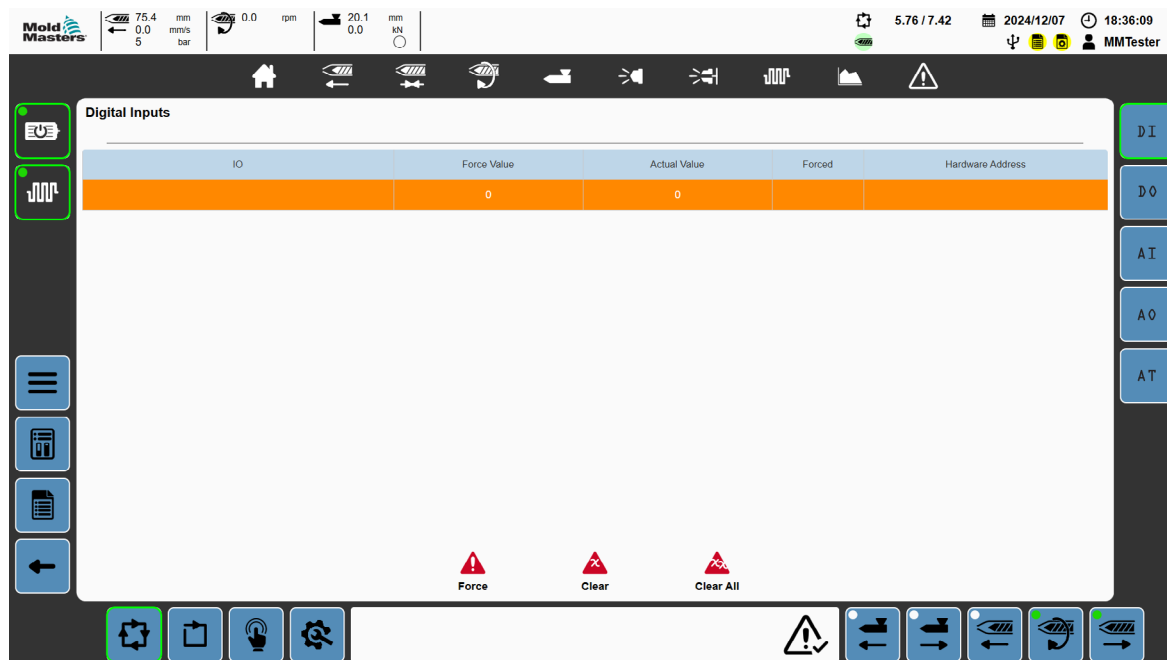 Mold Masters
75.4 mm
0.0 mm/s
5 bar
0.0 rpm
20.1 mm
0.0 kN
5.76 / 7.42
2024/12/07
18:36:09
MMTester
Digital Inputs
IO Force Value Actual Value Forced Hardware Address
0 0
DI
DO
AI
AO
AT
Force Clear Clear All